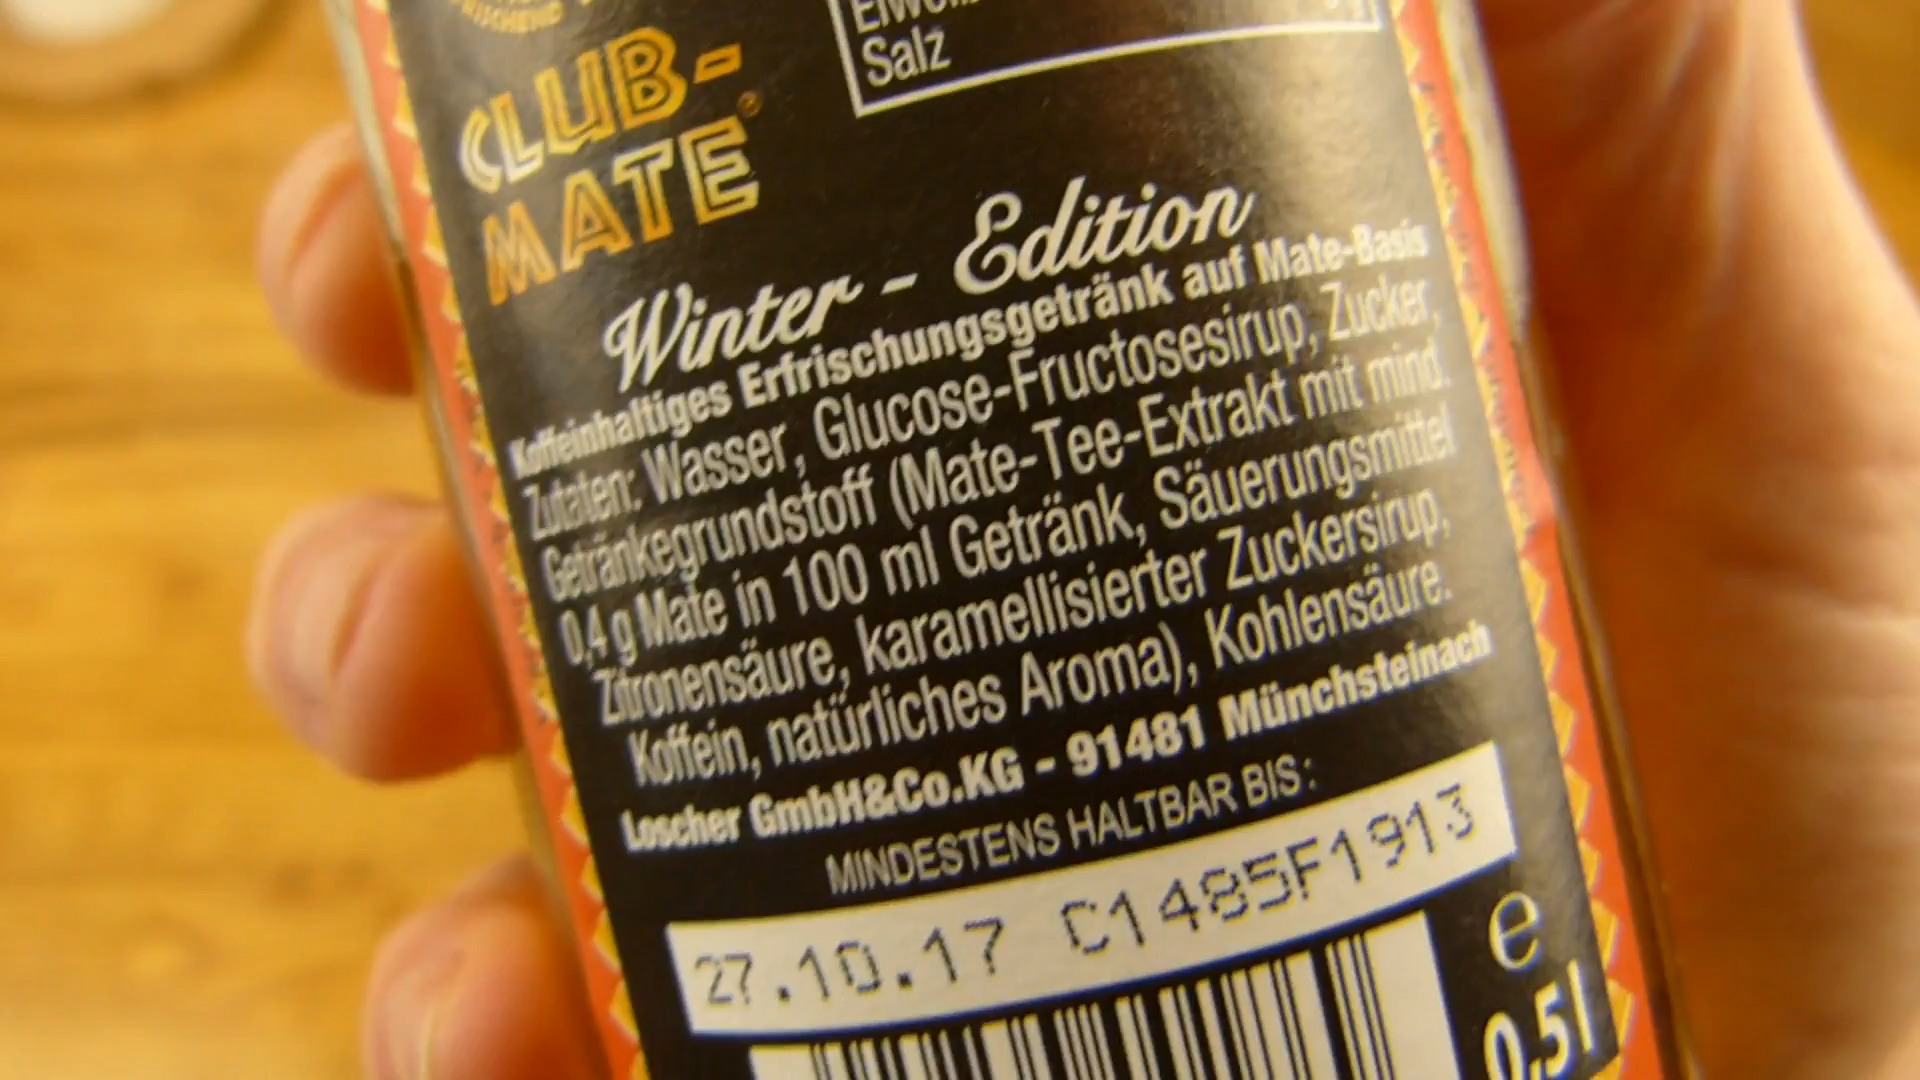 CLUB-
MATE®
Salz
Winter - Edition
Koffeinhaltiges Erfrischungsgetränk auf Mate-Basis
Zutaten: Wasser, Glucose-Fructosesirup, Zucker,
Getränkegrundstoff (Mate-Tee-Extrakt mit mind.
0,4 g Mate in 100 ml Getränk, Säuerungsmittel
Zitronensäure, karamellisierter Zuckersirup,
Koffein, natürliches Aroma), Kohlensäure.
Loscher GmbH&Co.KG - 91481 Münchsteinach
MINDESTENS HALTBAR BIS:
27.10.17 C1485F1913
e
0,5l